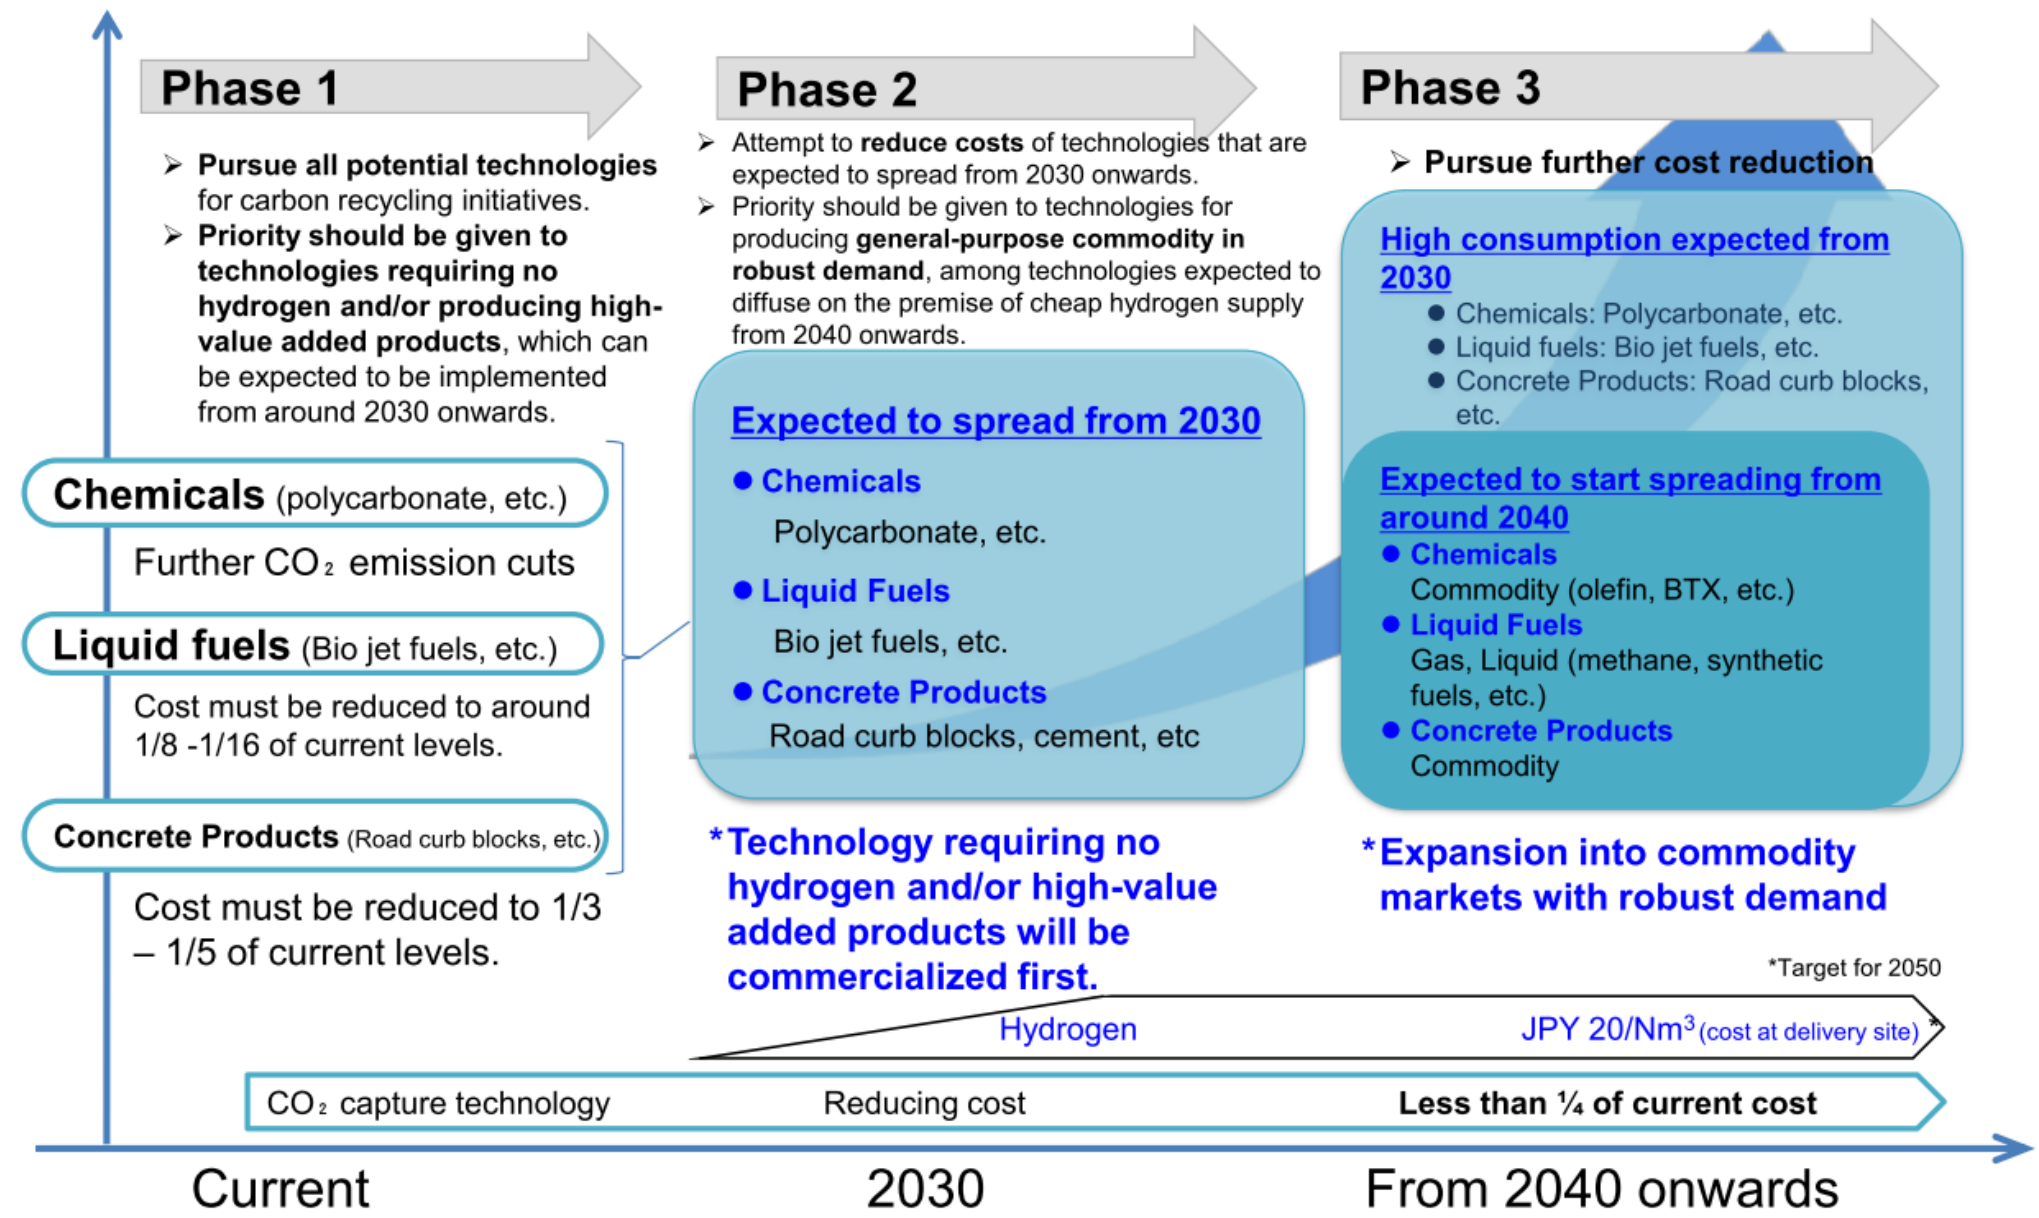 Phase 1
➢ Pursue all potential technologies
for carbon recycling initiatives.
➢ Priority should be given to
technologies requiring no
hydrogen and/or producing high-
value added products, which can
be expected to be implemented
from around 2030 onwards.
Chemicals (polycarbonate, etc.)
Further CO₂ emission cuts
Liquid fuels (Bio jet fuels, etc.)
Cost must be reduced to around
1/8 -1/16 of current levels.
Concrete Products (Road curb blocks, etc.)
Cost must be reduced to 1/3
– 1/5 of current levels.
Phase 2
➢ Attempt to reduce costs of technologies that are
expected to spread from 2030 onwards.
➢ Priority should be given to technologies for
producing general-purpose commodity in
robust demand, among technologies expected to
diffuse on the premise of cheap hydrogen supply
from 2040 onwards.
Expected to spread from 2030
● Chemicals
Polycarbonate, etc.
● Liquid Fuels
Bio jet fuels, etc.
● Concrete Products
Road curb blocks, cement, etc
*Technology requiring no
hydrogen and/or high-value
added products will be
commercialized first.
Phase 3
➢ Pursue further cost reduction
High consumption expected from
2030
● Chemicals: Polycarbonate, etc.
● Liquid fuels: Bio jet fuels, etc.
● Concrete Products: Road curb blocks,
etc.
Expected to start spreading from
around 2040
● Chemicals
Commodity (olefin, BTX, etc.)
● Liquid Fuels
Gas, Liquid (methane, synthetic
fuels, etc.)
● Concrete Products
Commodity
*Expansion into commodity
markets with robust demand
*Target for 2050
Hydrogen JPY 20/Nm³ (cost at delivery site) *
CO₂ capture technology Reducing cost Less than ¼ of current cost
Current 2030 From 2040 onwards